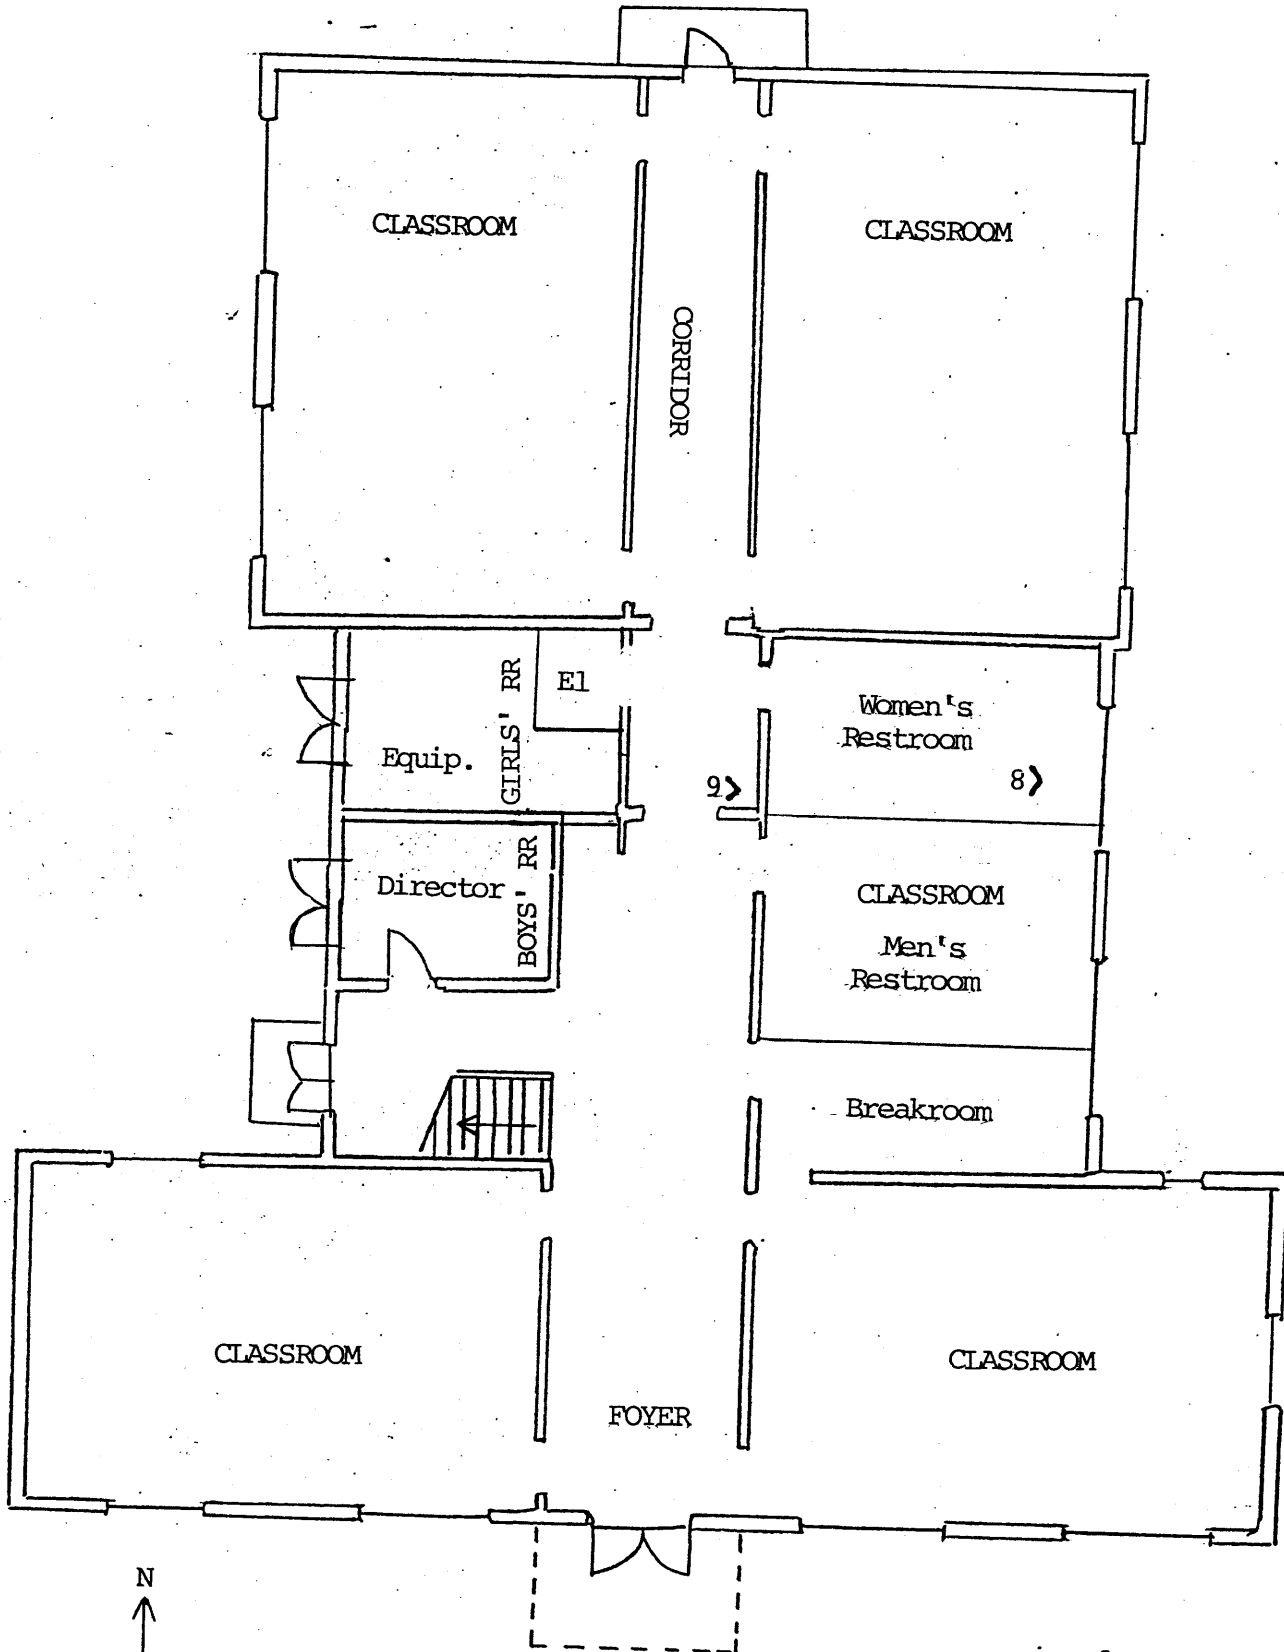 CLASSROOM
CLASSROOM
CORRIDOR
El
GIRLS' RR
Equip.
Women's
Restroom
8
9
Director
BOYS' RR
CLASSROOM
Men's
Restroom
Breakroom
CLASSROOM
CLASSROOM
FOYER
N